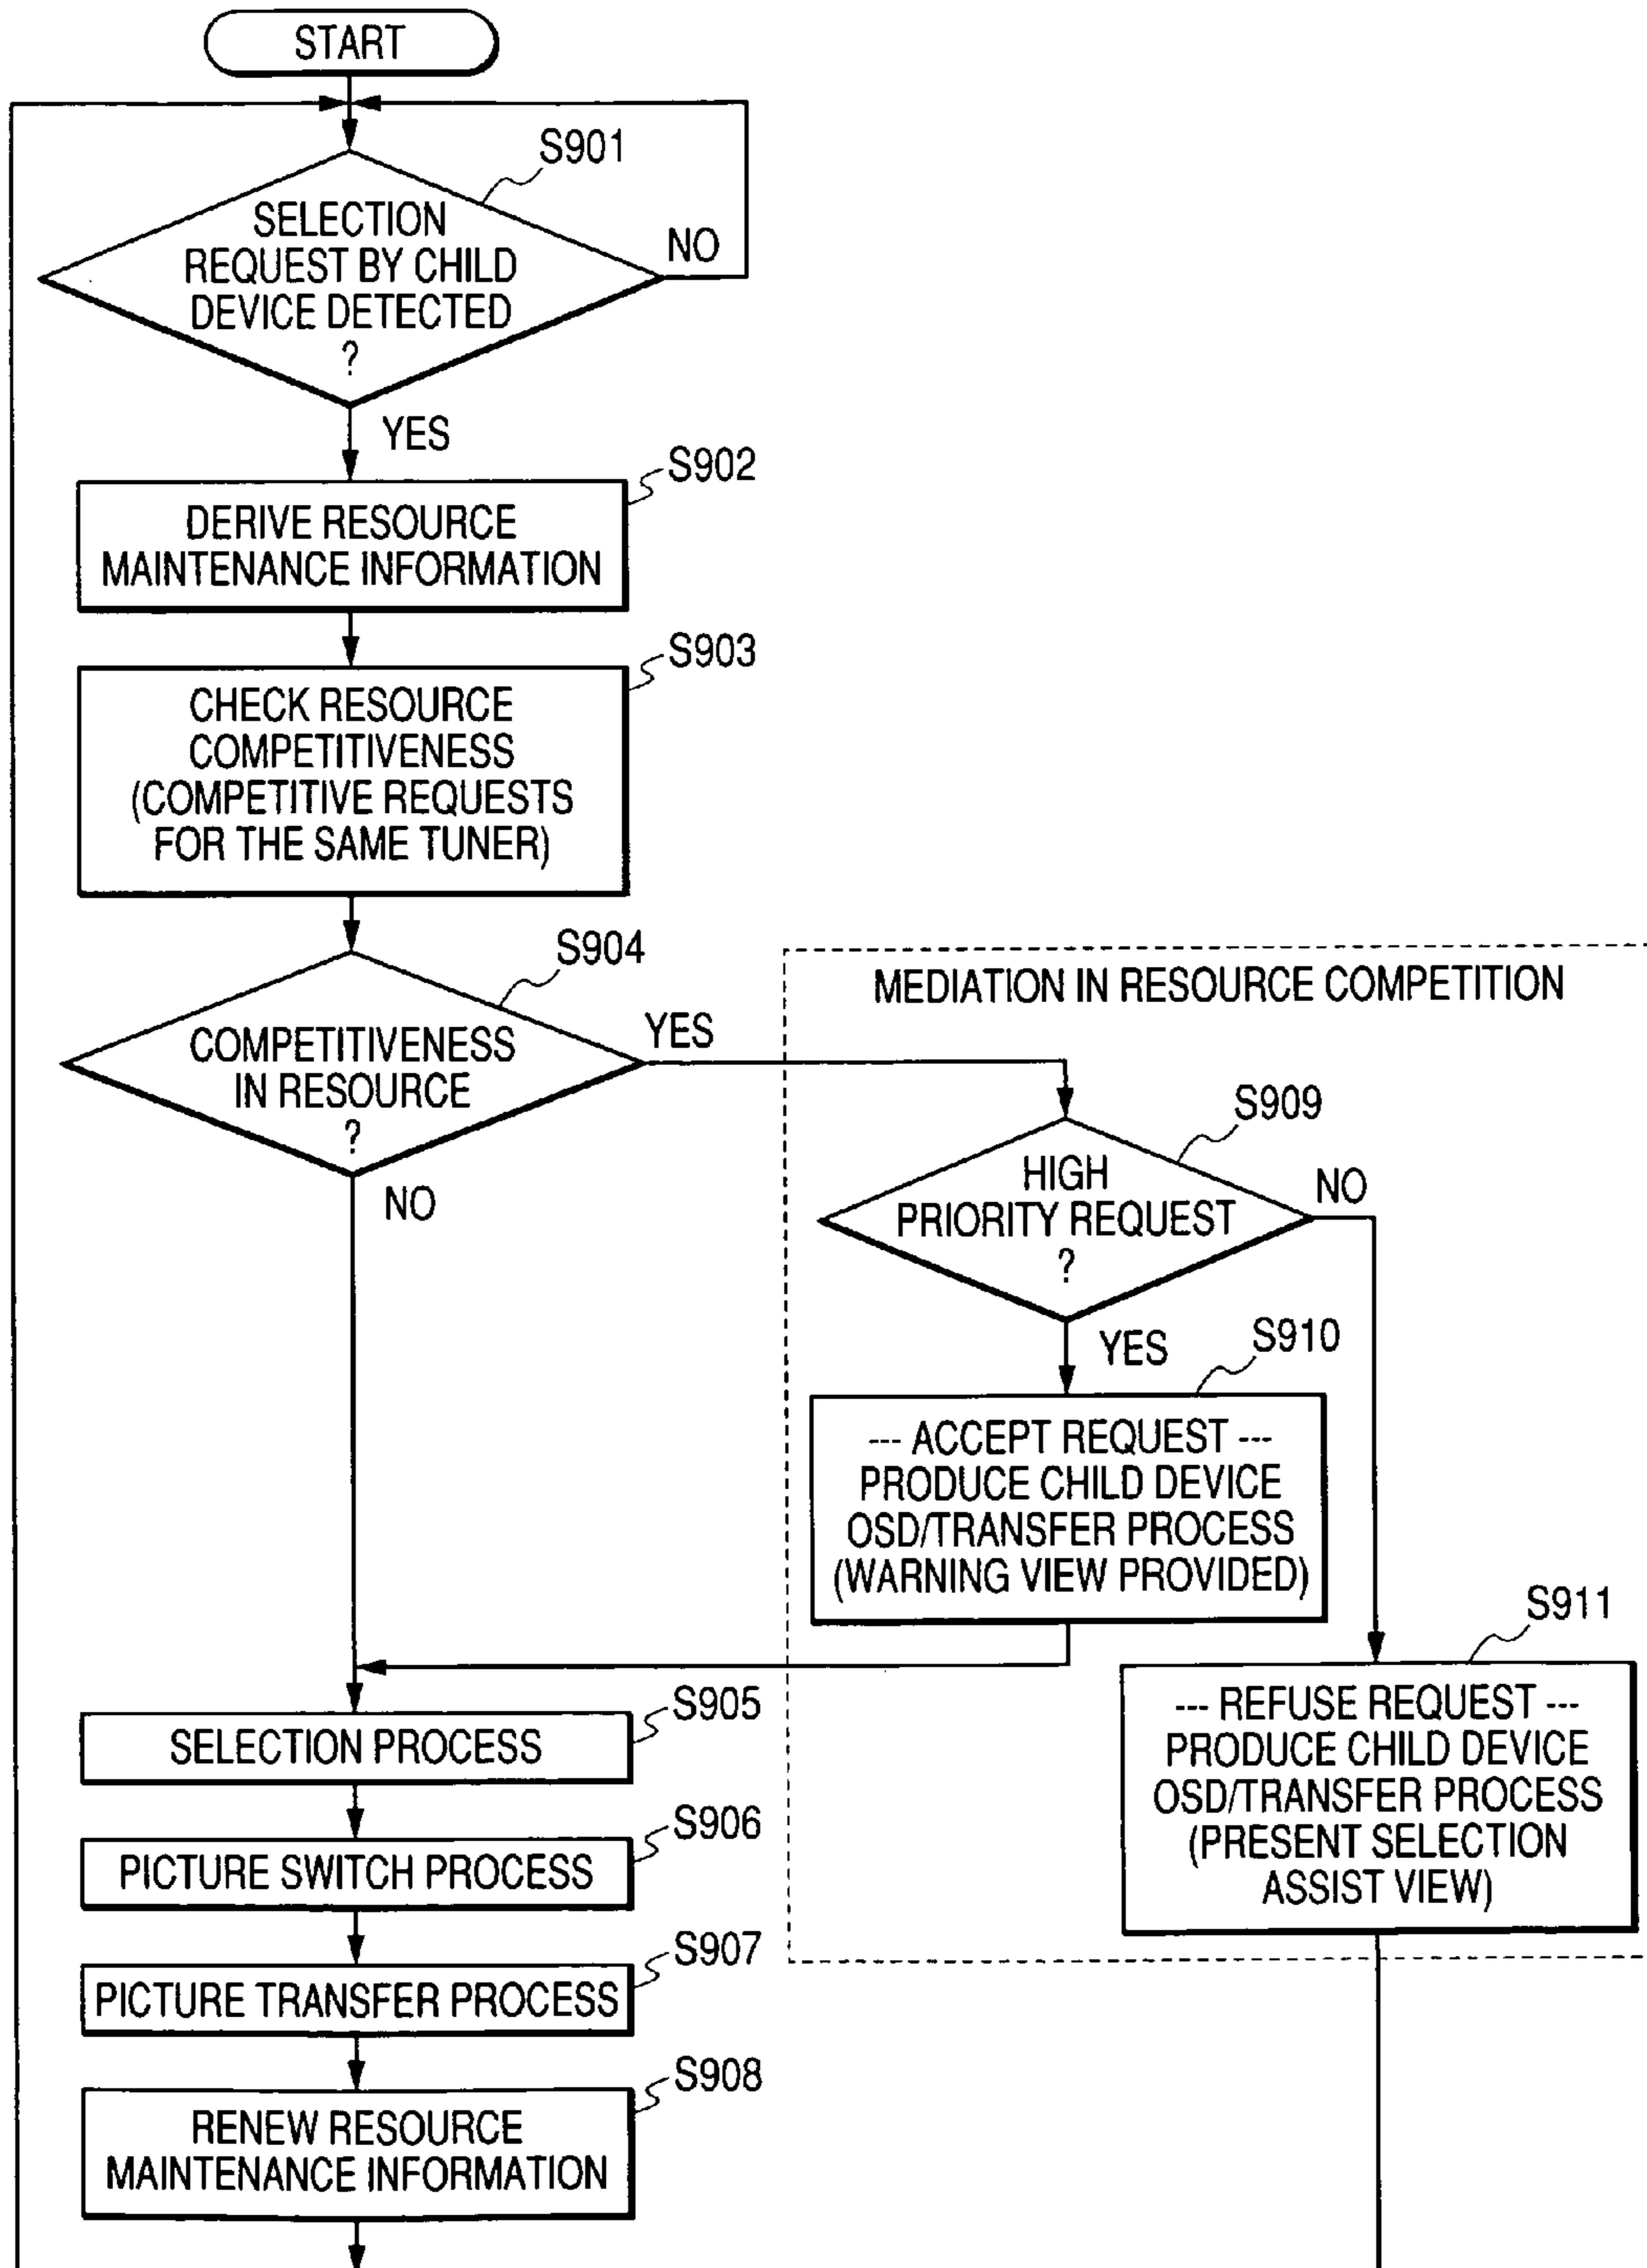 START
S901
SELECTION
REQUEST BY CHILD
DEVICE DETECTED
?
NO
YES
S902
DERIVE RESOURCE
MAINTENANCE INFORMATION
S903
CHECK RESOURCE
COMPETITIVENESS
(COMPETITIVE REQUESTS
FOR THE SAME TUNER)
S904
COMPETITIVENESS
IN RESOURCE
?
YES
NO
MEDIATION IN RESOURCE COMPETITION
S909
HIGH
PRIORITY REQUEST
?
NO
YES
S910
--- ACCEPT REQUEST ---
PRODUCE CHILD DEVICE
OSD/TRANSFER PROCESS
(WARNING VIEW PROVIDED)
S911
--- REFUSE REQUEST ---
PRODUCE CHILD DEVICE
OSD/TRANSFER PROCESS
(PRESENT SELECTION
ASSIST VIEW)
S905
SELECTION PROCESS
S906
PICTURE SWITCH PROCESS
S907
PICTURE TRANSFER PROCESS
S908
RENEW RESOURCE
MAINTENANCE INFORMATION